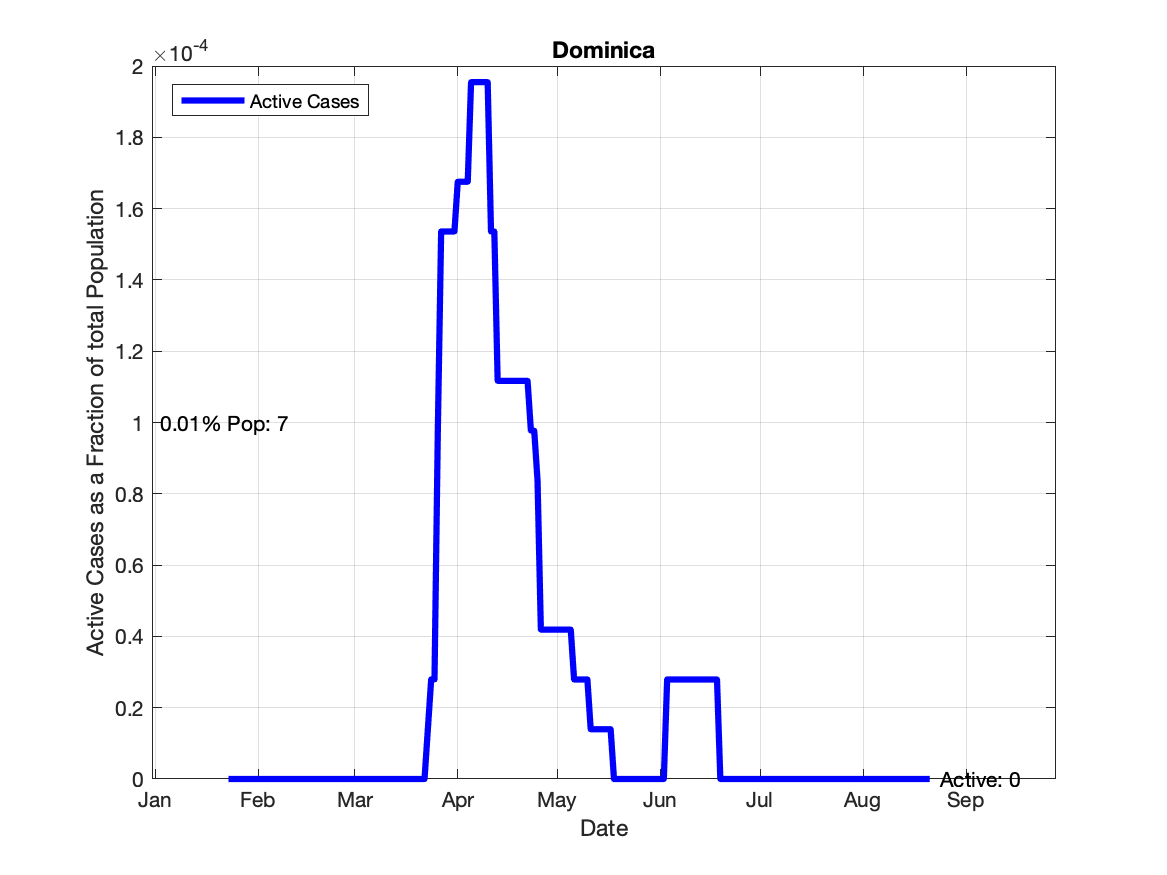 Dominica
×10-4
2
1.8
1.6
1.4
1.2
1
0.8
0.6
0.4
0.2
0
Active Cases as a Fraction of total Population
Active Cases
0.01% Pop: 7
Active: 0
Jan Feb Mar Apr May Jun Jul Aug Sep
Date